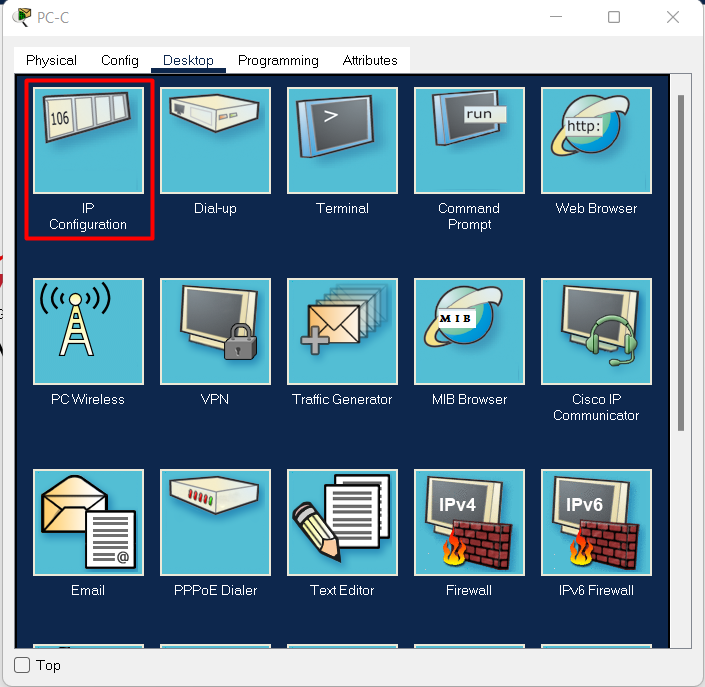 PC-C
Physical Config Desktop Programming Attributes
106
>
run
http:
IP
Configuration
Dial-up
Terminal
Command
Prompt
Web Browser
MIB
PC Wireless
VPN
Traffic Generator
MIB Browser
Cisco IP
Communicator
@
IPv4
IPv6
Email
PPPoE Dialer
Text Editor
Firewall
IPv6 Firewall
Top